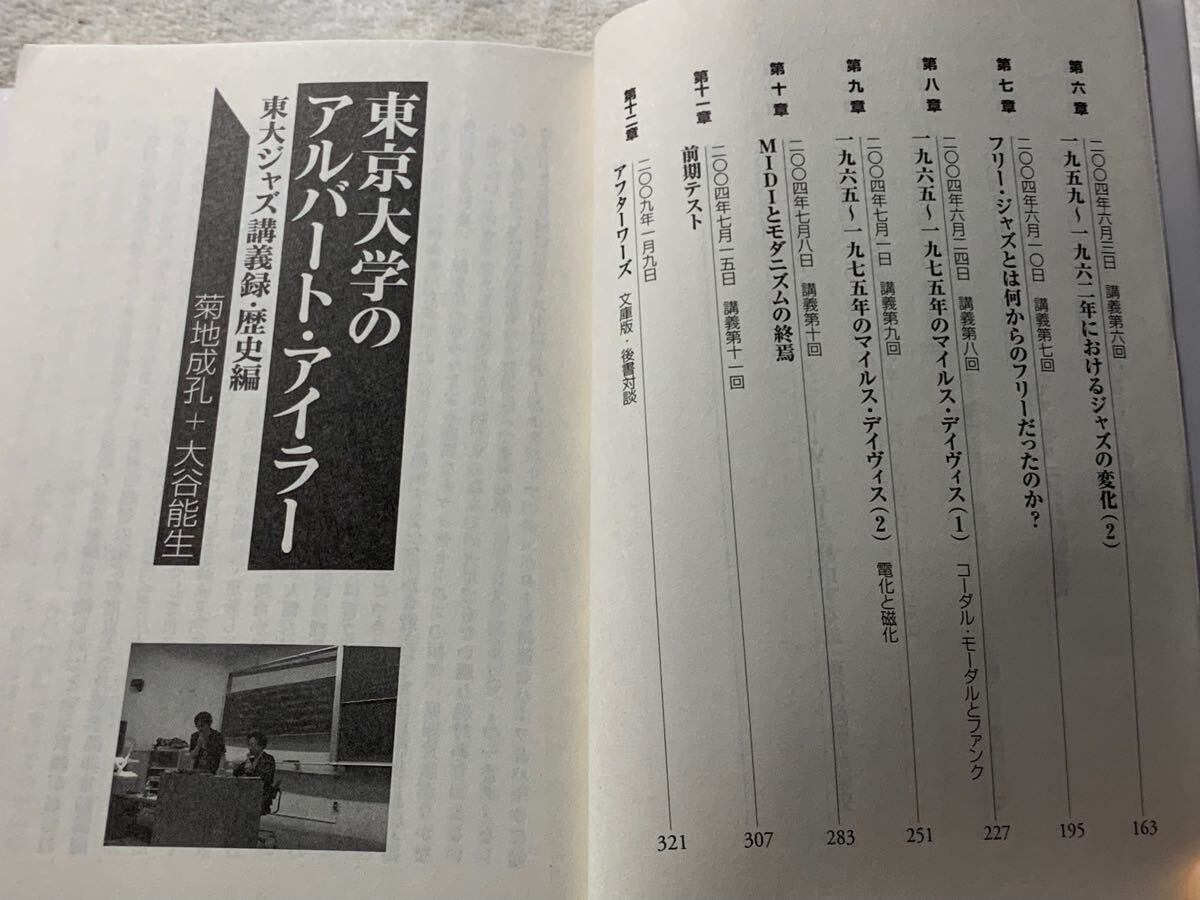 第六章
二〇〇四年六月三日 講義第六回
一九五九〜一九六二年におけるジャズの変化(2)
163
第七章
二〇〇四年六月一〇日 講義第七回
フリー・ジャズとは何からのフリーだったのか?
195
第八章
二〇〇四年六月二四日 講義第八回
一九六五〜一九七五年のマイルス・デイヴィス(1) コーダル・モーダルとファンク
227
第九章
二〇〇四年七月一日 講義第九回
一九六五〜一九七五年のマイルス・デイヴィス(2) 電化と磁化
251
第十章
二〇〇四年七月八日 講義第十回
MIDIとモダニズムの終焉
283
第十一章
二〇〇四年七月一五日 講義第十一回
前期テスト
307
第十二章
二〇〇九年一月九日
アフターワーズ 文庫版・後書対談
321
東京大学の
アルバート・アイラー
東大ジャズ講義録・歴史編
菊地成孔+大谷能生